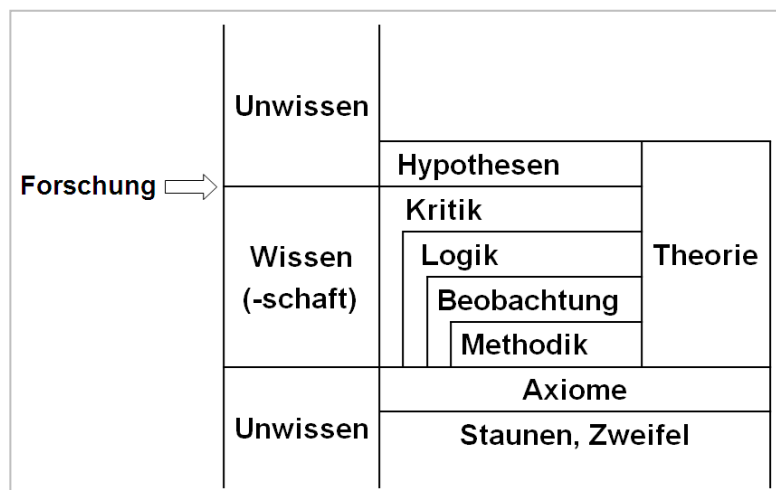 Unwissen
Hypothesen
Forschung
Kritik
Wissen
(-schaft)
Logik
Theorie
Beobachtung
Methodik
Axiome
Unwissen
Staunen, Zweifel